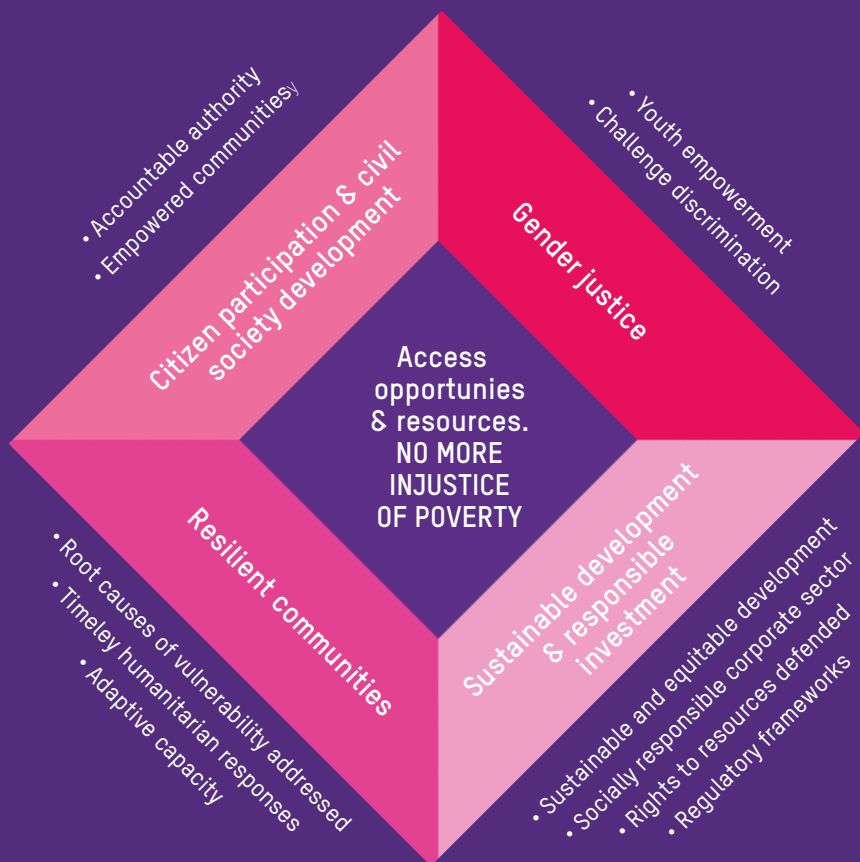 • Accountable authority
• Empowered communitiesy
Citizen participation & civil
society development
• Youth empowerment
• Challenge discrimination
Gender justice
Access
opportunies
& resources.
NO MORE
INJUSTICE
OF POVERTY
Resilient communities
• Root causes of vulnerability addressed
• Timeley humanitarian responses
• Adaptive capacity
Sustainable development
& responsible
investment
• Sustainable and equitable development
• Socially responsible corporate sector
• Rights to resources defended
• Regulatory frameworks